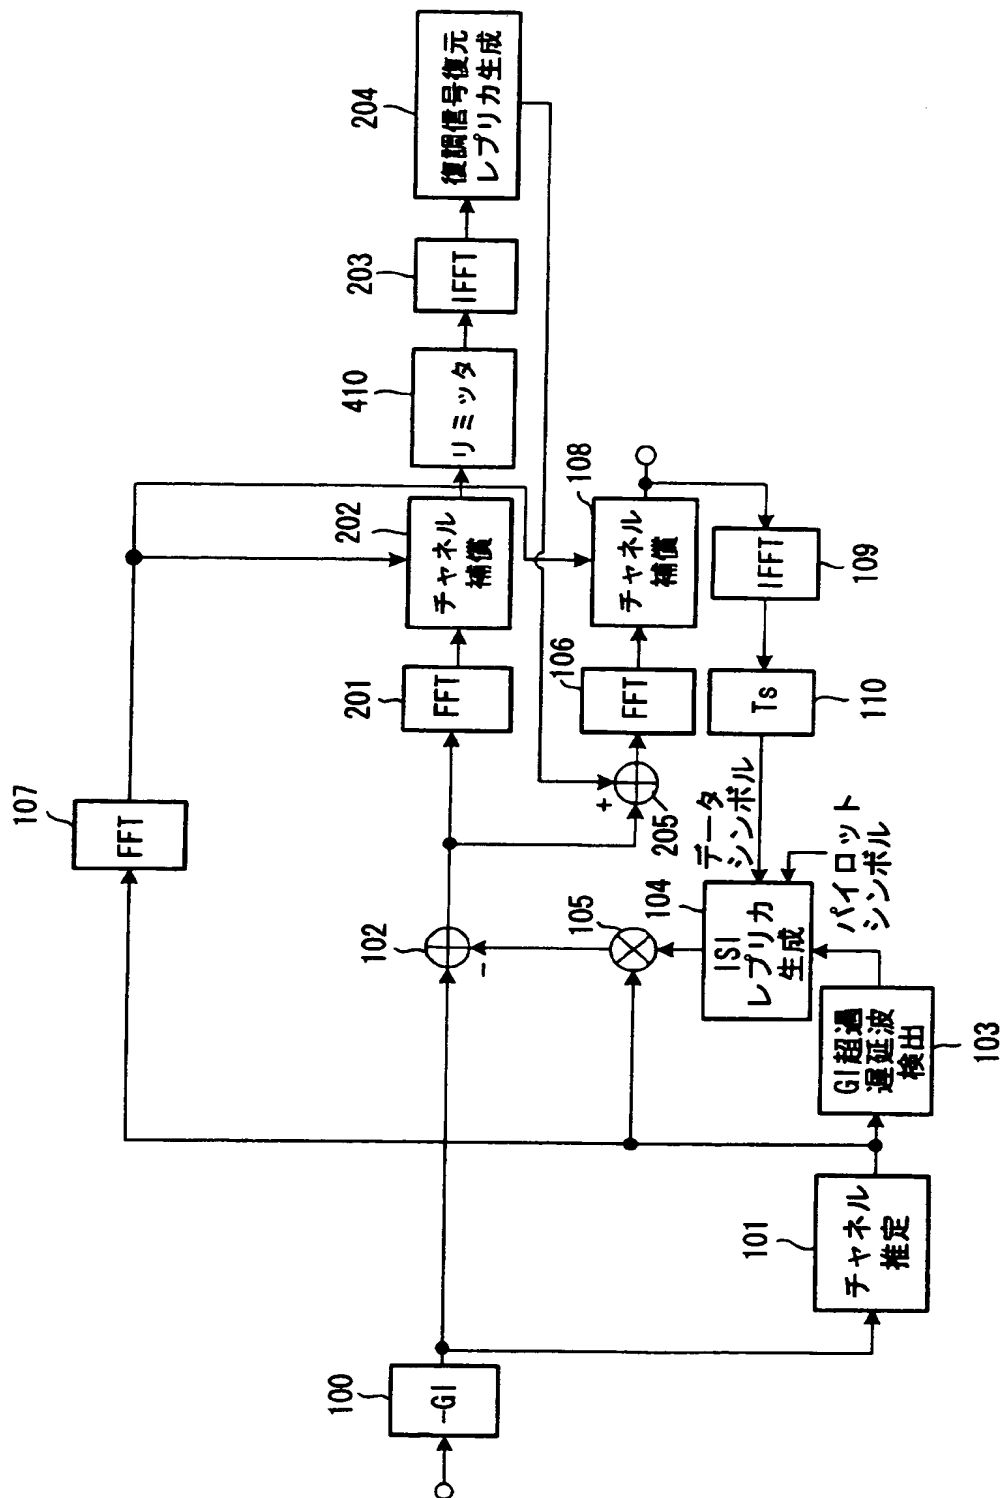 107
FFT
204
復調信号復元
レプリカ生成
203
IFFT
410
リミッタ
202
チャネル
補償
201
FFT
108
チャネル
補償
106
FFT
+
205
109
IFFT
110
Ts
データ
シンボル
パイロット
シンボル
102
-
105
104
ISI
レプリカ
生成
103
GI超過
遅延波
検出
101
チャネル
推定
100
-GI